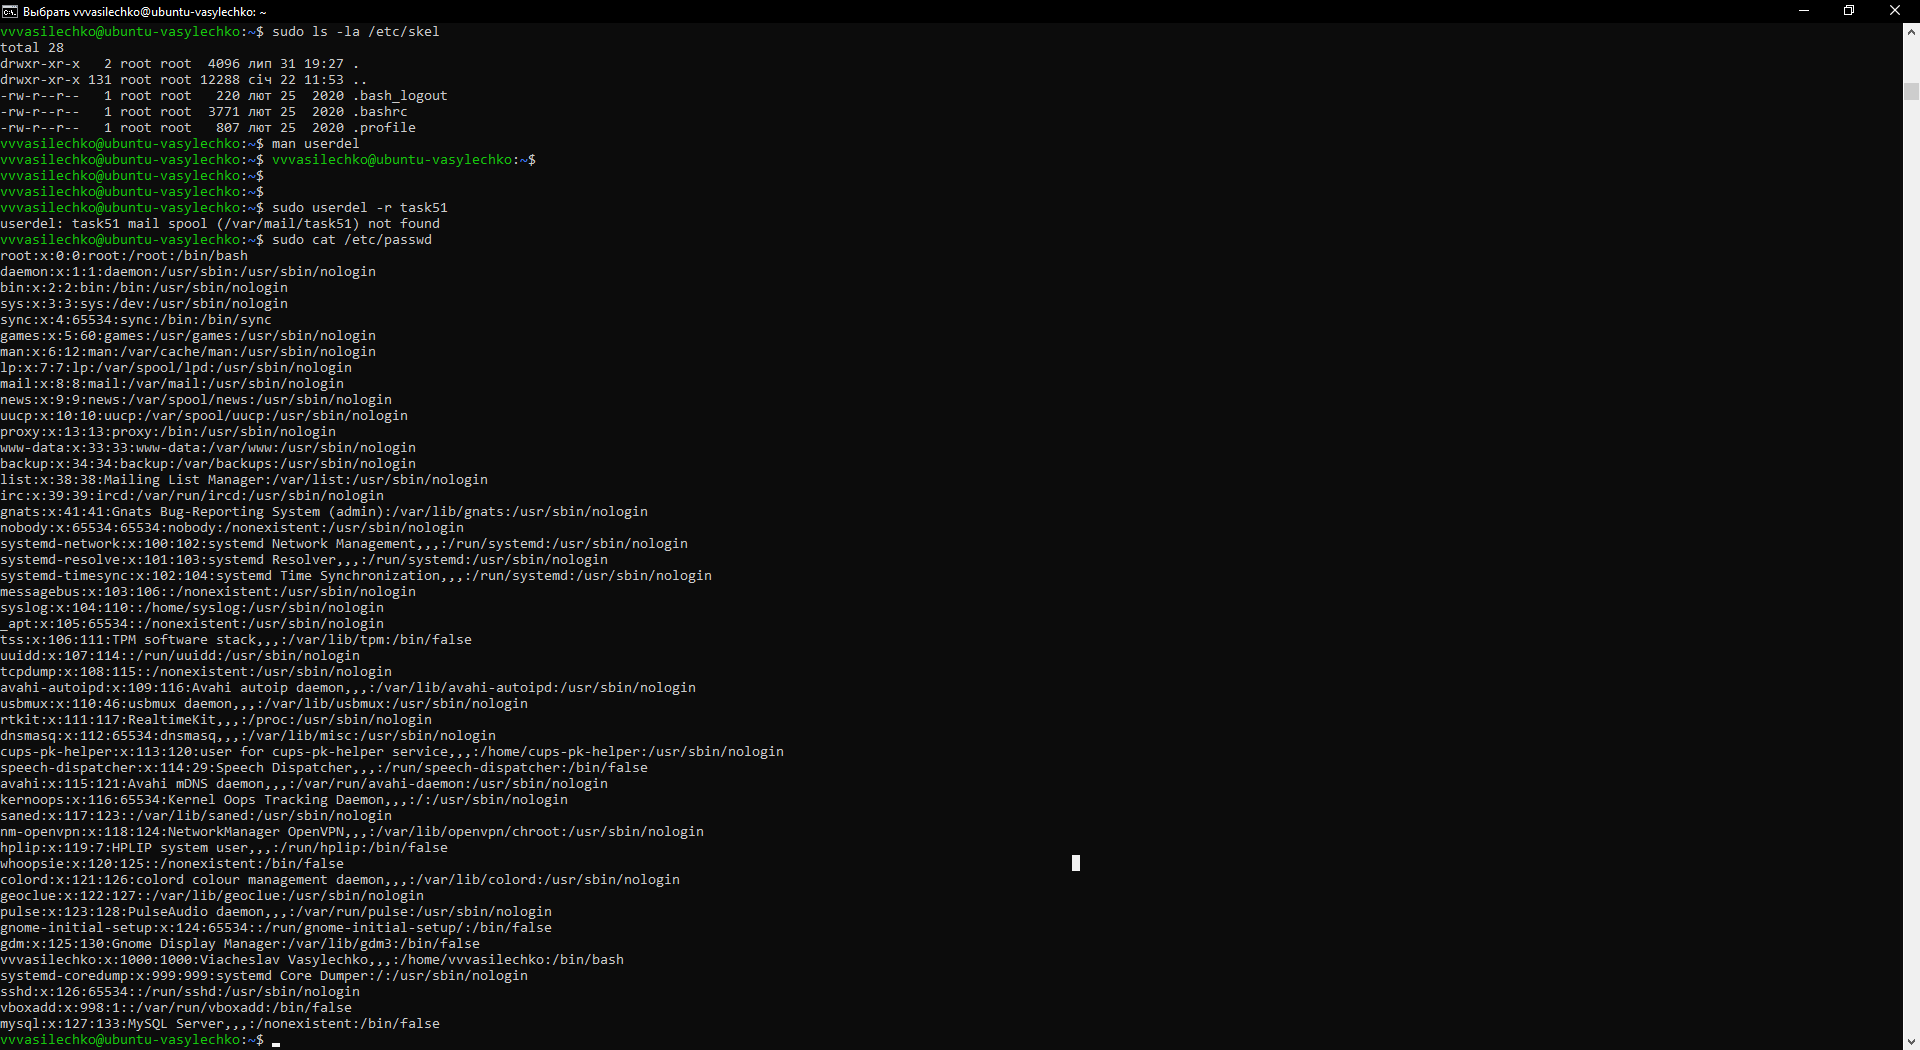 Выбрать vvvasilechko@ubuntu-vasylechko: ~
vvvasilechko@ubuntu-vasylechko:~$ sudo ls -la /etc/skel
total 28
drwxr-xr-x   2 root root  4096 лип 31 19:27 .
drwxr-xr-x 131 root root 12288 січ 22 11:53 ..
-rw-r--r--   1 root root   220 лют 25  2020 .bash_logout
-rw-r--r--   1 root root  3771 лют 25  2020 .bashrc
-rw-r--r--   1 root root   807 лют 25  2020 .profile
vvvasilechko@ubuntu-vasylechko:~$ man userdel
vvvasilechko@ubuntu-vasylechko:~$ vvvasilechko@ubuntu-vasylechko:~$
vvvasilechko@ubuntu-vasylechko:~$
vvvasilechko@ubuntu-vasylechko:~$
vvvasilechko@ubuntu-vasylechko:~$ sudo userdel -r task51
userdel: task51 mail spool (/var/mail/task51) not found
vvvasilechko@ubuntu-vasylechko:~$ sudo cat /etc/passwd
root:x:0:0:root:/root:/bin/bash
daemon:x:1:1:daemon:/usr/sbin:/usr/sbin/nologin
bin:x:2:2:bin:/bin:/usr/sbin/nologin
sys:x:3:3:sys:/dev:/usr/sbin/nologin
sync:x:4:65534:sync:/bin:/bin/sync
games:x:5:60:games:/usr/games:/usr/sbin/nologin
man:x:6:12:man:/var/cache/man:/usr/sbin/nologin
lp:x:7:7:lp:/var/spool/lpd:/usr/sbin/nologin
mail:x:8:8:mail:/var/mail:/usr/sbin/nologin
news:x:9:9:news:/var/spool/news:/usr/sbin/nologin
uucp:x:10:10:uucp:/var/spool/uucp:/usr/sbin/nologin
proxy:x:13:13:proxy:/bin:/usr/sbin/nologin
www-data:x:33:33:www-data:/var/www:/usr/sbin/nologin
backup:x:34:34:backup:/var/backups:/usr/sbin/nologin
list:x:38:38:Mailing List Manager:/var/list:/usr/sbin/nologin
irc:x:39:39:ircd:/var/run/ircd:/usr/sbin/nologin
gnats:x:41:41:Gnats Bug-Reporting System (admin):/var/lib/gnats:/usr/sbin/nologin
nobody:x:65534:65534:nobody:/nonexistent:/usr/sbin/nologin
systemd-network:x:100:102:systemd Network Management,,,:/run/systemd:/usr/sbin/nologin
systemd-resolve:x:101:103:systemd Resolver,,,:/run/systemd:/usr/sbin/nologin
systemd-timesync:x:102:104:systemd Time Synchronization,,,:/run/systemd:/usr/sbin/nologin
messagebus:x:103:106::/nonexistent:/usr/sbin/nologin
syslog:x:104:110::/home/syslog:/usr/sbin/nologin
_apt:x:105:65534::/nonexistent:/usr/sbin/nologin
tss:x:106:111:TPM software stack,,,:/var/lib/tpm:/bin/false
uuidd:x:107:114::/run/uuidd:/usr/sbin/nologin
tcpdump:x:108:115::/nonexistent:/usr/sbin/nologin
avahi-autoipd:x:109:116:Avahi autoip daemon,,,:/var/lib/avahi-autoipd:/usr/sbin/nologin
usbmux:x:110:46:usbmux daemon,,,:/var/lib/usbmux:/usr/sbin/nologin
rtkit:x:111:117:RealtimeKit,,,:/proc:/usr/sbin/nologin
dnsmasq:x:112:65534:dnsmasq,,,:/var/lib/misc:/usr/sbin/nologin
cups-pk-helper:x:113:120:user for cups-pk-helper service,,,:/home/cups-pk-helper:/usr/sbin/nologin
speech-dispatcher:x:114:29:Speech Dispatcher,,,:/run/speech-dispatcher:/bin/false
avahi:x:115:121:Avahi mDNS daemon,,,:/var/run/avahi-daemon:/usr/sbin/nologin
kernoops:x:116:65534:Kernel Oops Tracking Daemon,,,:/:/usr/sbin/nologin
saned:x:117:123::/var/lib/saned:/usr/sbin/nologin
nm-openvpn:x:118:124:NetworkManager OpenVPN,,,:/var/lib/openvpn/chroot:/usr/sbin/nologin
hplip:x:119:7:HPLIP system user,,,:/run/hplip:/bin/false
whoopsie:x:120:125::/nonexistent:/bin/false
colord:x:121:126:colord colour management daemon,,,:/var/lib/colord:/usr/sbin/nologin
geoclue:x:122:127::/var/lib/geoclue:/usr/sbin/nologin
pulse:x:123:128:PulseAudio daemon,,,:/var/run/pulse:/usr/sbin/nologin
gnome-initial-setup:x:124:65534::/run/gnome-initial-setup/:/bin/false
gdm:x:125:130:Gnome Display Manager:/var/lib/gdm3:/bin/false
vvvasilechko:x:1000:1000:Viacheslav Vasylechko,,,:/home/vvvasilechko:/bin/bash
systemd-coredump:x:999:999:systemd Core Dumper:/:/usr/sbin/nologin
sshd:x:126:65534::/run/sshd:/usr/sbin/nologin
vboxadd:x:998:1::/var/run/vboxadd:/bin/false
mysql:x:127:133:MySQL Server,,,:/nonexistent:/bin/false
vvvasilechko@ubuntu-vasylechko:~$